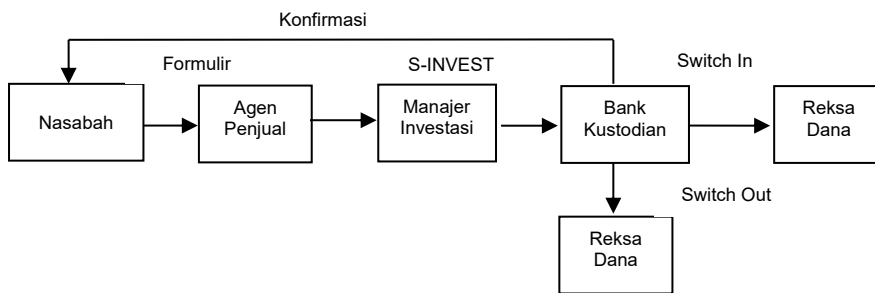 Konfirmasi
Formulir
S-INVEST
Switch In
Nasabah
Agen
Penjual
Manajer
Investasi
Bank
Kustodian
Reksa
Dana
Switch Out
Reksa
Dana